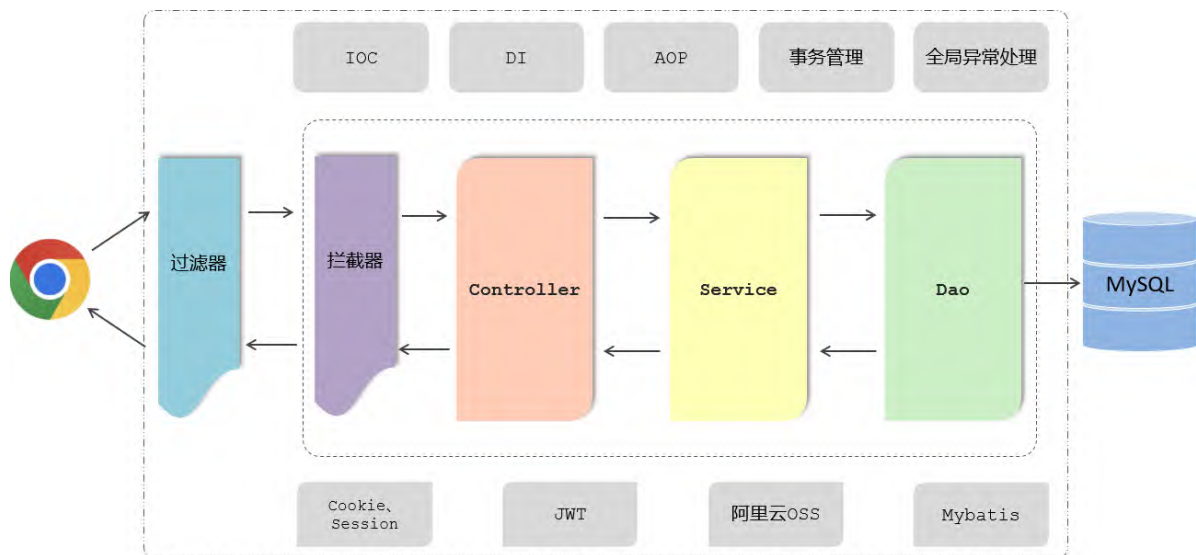 IOC
DI
AOP
事务管理
全局异常处理
过滤器
拦截器
Controller
Service
Dao
MySQL
Cookie、
Session
JWT
阿里云OSS
Mybatis